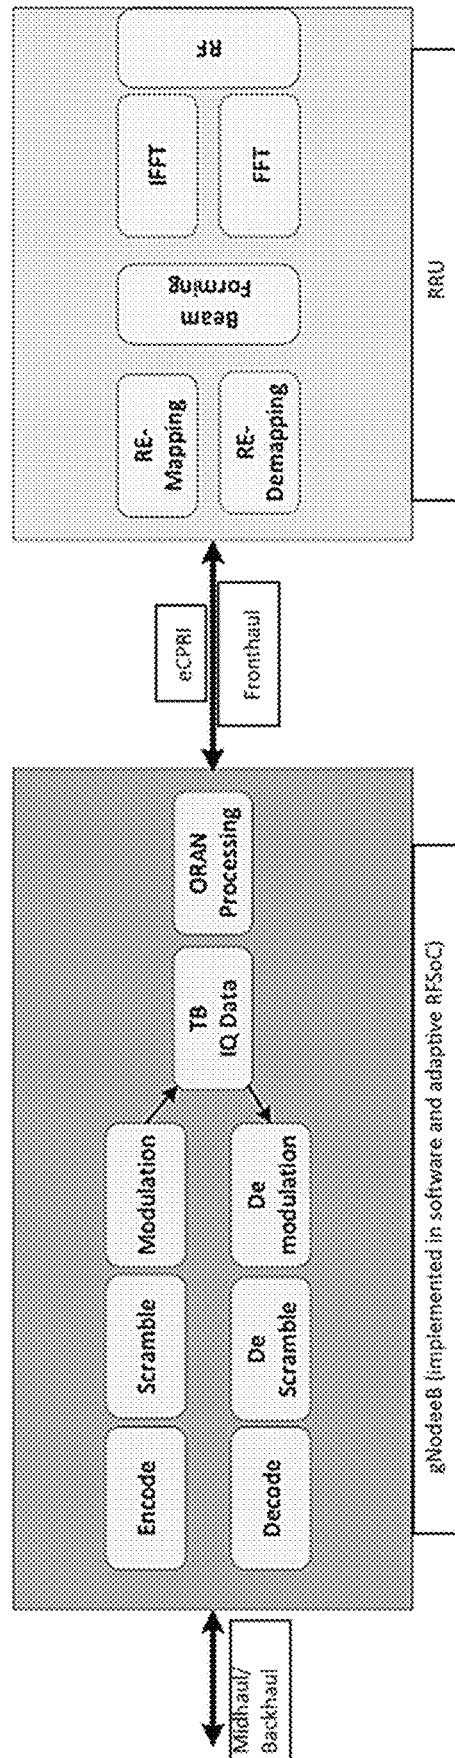 Midhaul/
Backhaul
Encode
Scramble
Modulation
Decode
De
Scramble
De
modulation
TB
IQ Data
ORAN
Processing
gNodeeB (implemented in software and adaptive RFSoC)
eCPRI
Fronthaul
RE-
Mapping
RE-
Demapping
Beam
Forming
IFFT
FFT
RF
RRU